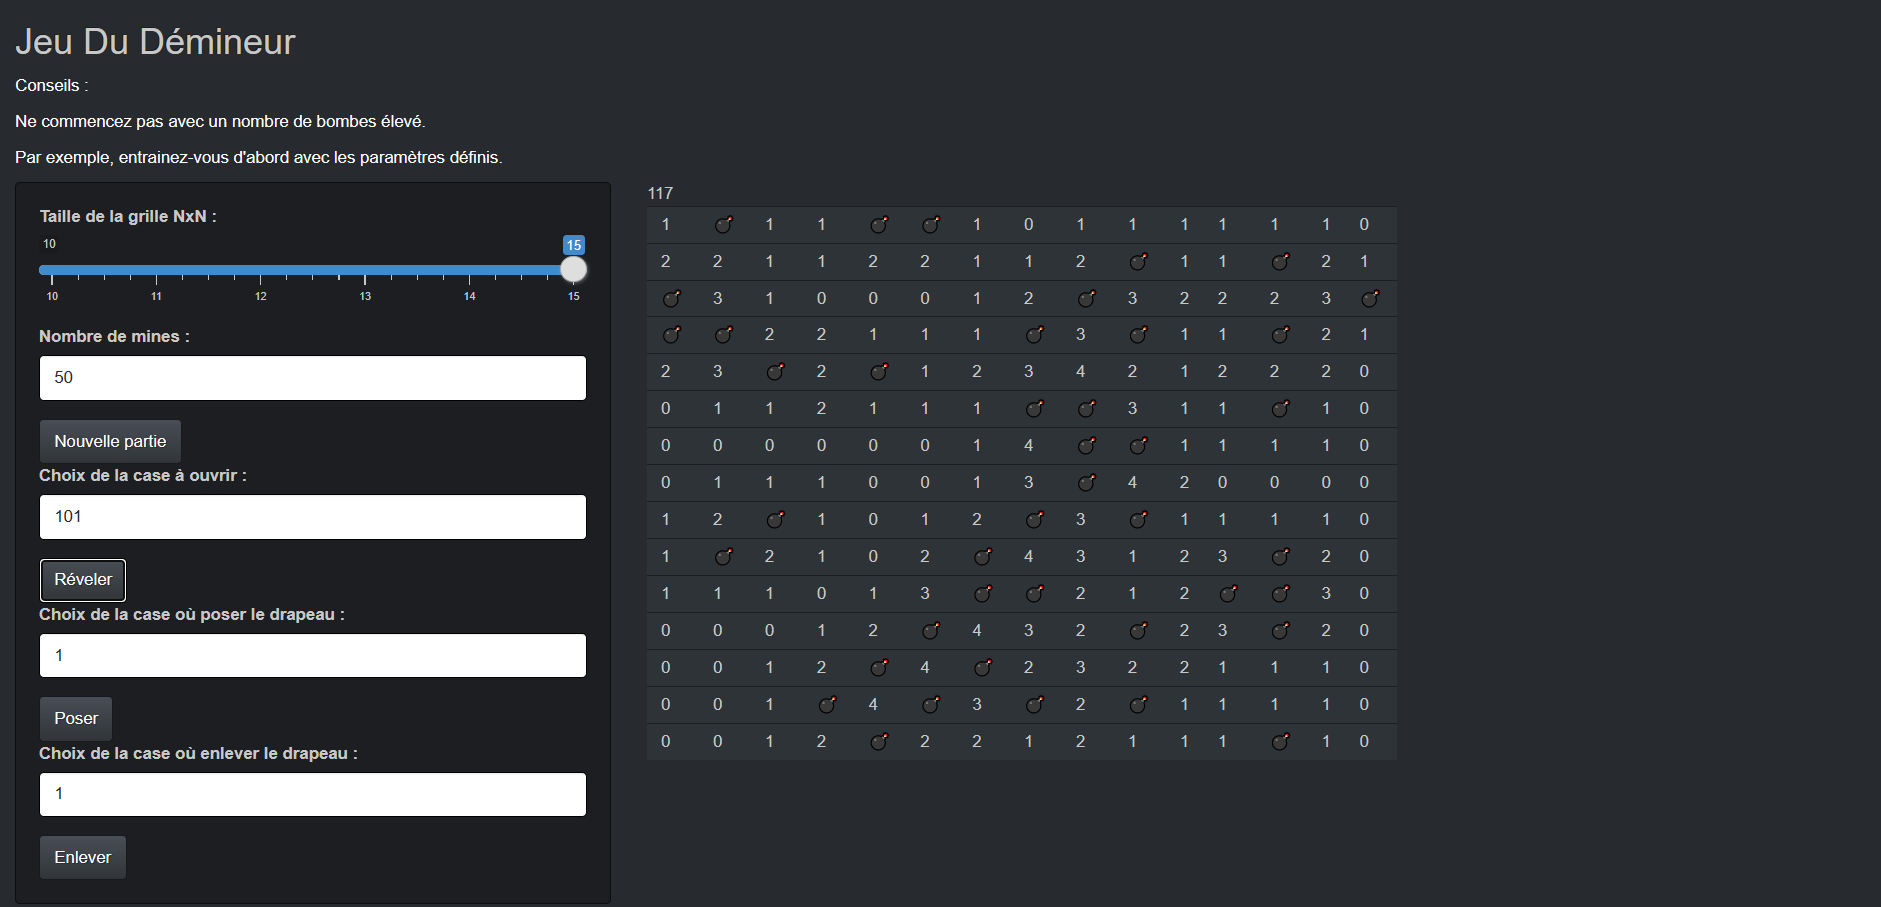 Jeu Du Démineur
Conseils :
Ne commencez pas avec un nombre de bombes élevé.
Par exemple, entrainez-vous d'abord avec les paramètres définis.
Taille de la grille NxN :
10 15
10 11 12 13 14 15
Nombre de mines :
50
Nouvelle partie
Choix de la case à ouvrir :
101
Réveler
Choix de la case où poser le drapeau :
1
Poser
Choix de la case où enlever le drapeau :
1
Enlever
117
1 1 1 1 0 1 1 1 1 1 1 0
2 2 1 1 2 2 1 1 2 1 1 2 1
3 1 0 0 0 1 2 3 2 2 2 3
2 2 1 1 1 3 1 1 2 1
2 3 2 1 2 3 4 2 1 2 2 2 0
0 1 1 2 1 1 1 3 1 1 1 0
0 0 0 0 0 0 1 4 1 1 1 1 0
0 1 1 1 0 0 1 3 4 2 0 0 0 0
1 2 1 0 1 2 3 1 1 1 1 0
1 2 1 0 2 4 3 1 2 3 2 0
1 1 1 0 1 3 2 1 2 3 0
0 0 0 1 2 4 3 2 2 3 2 0
0 0 1 2 4 2 3 2 2 1 1 1 0
0 0 1 4 3 2 1 1 1 1 0
0 0 1 2 2 2 1 2 1 1 1 1 0